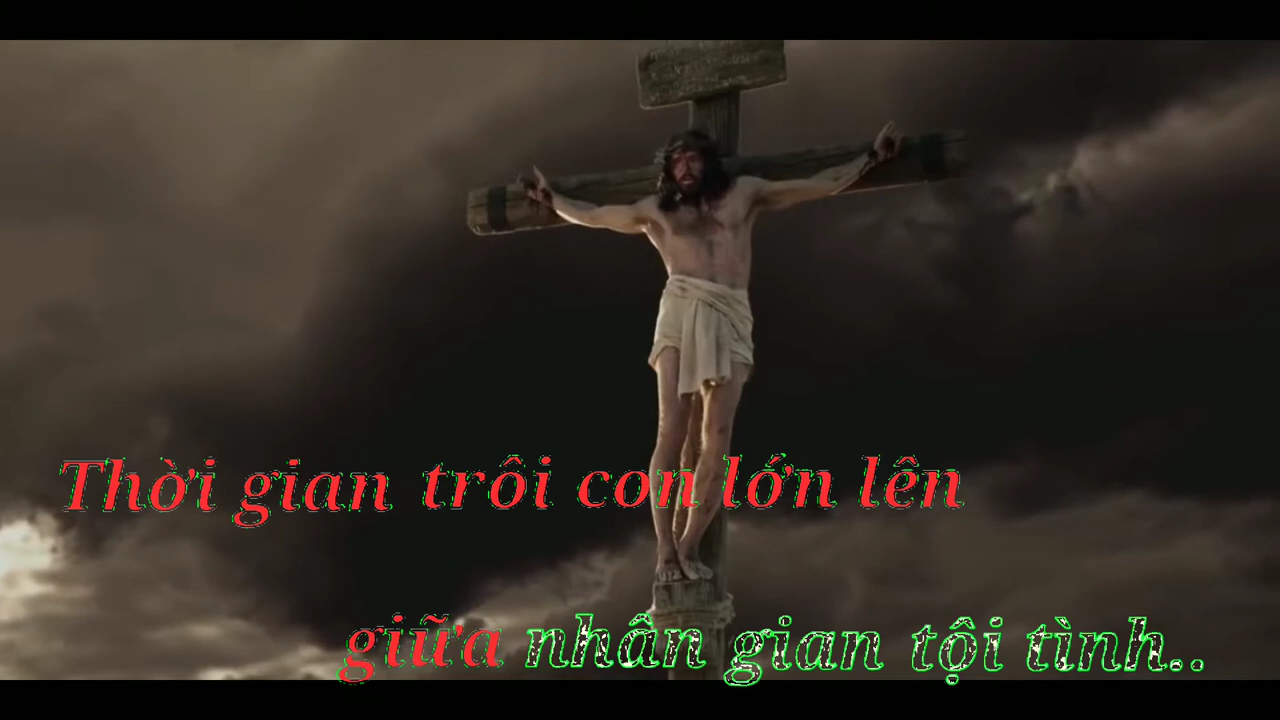 Thời gian trôi con lớn lên
giữa nhân gian tội tình..